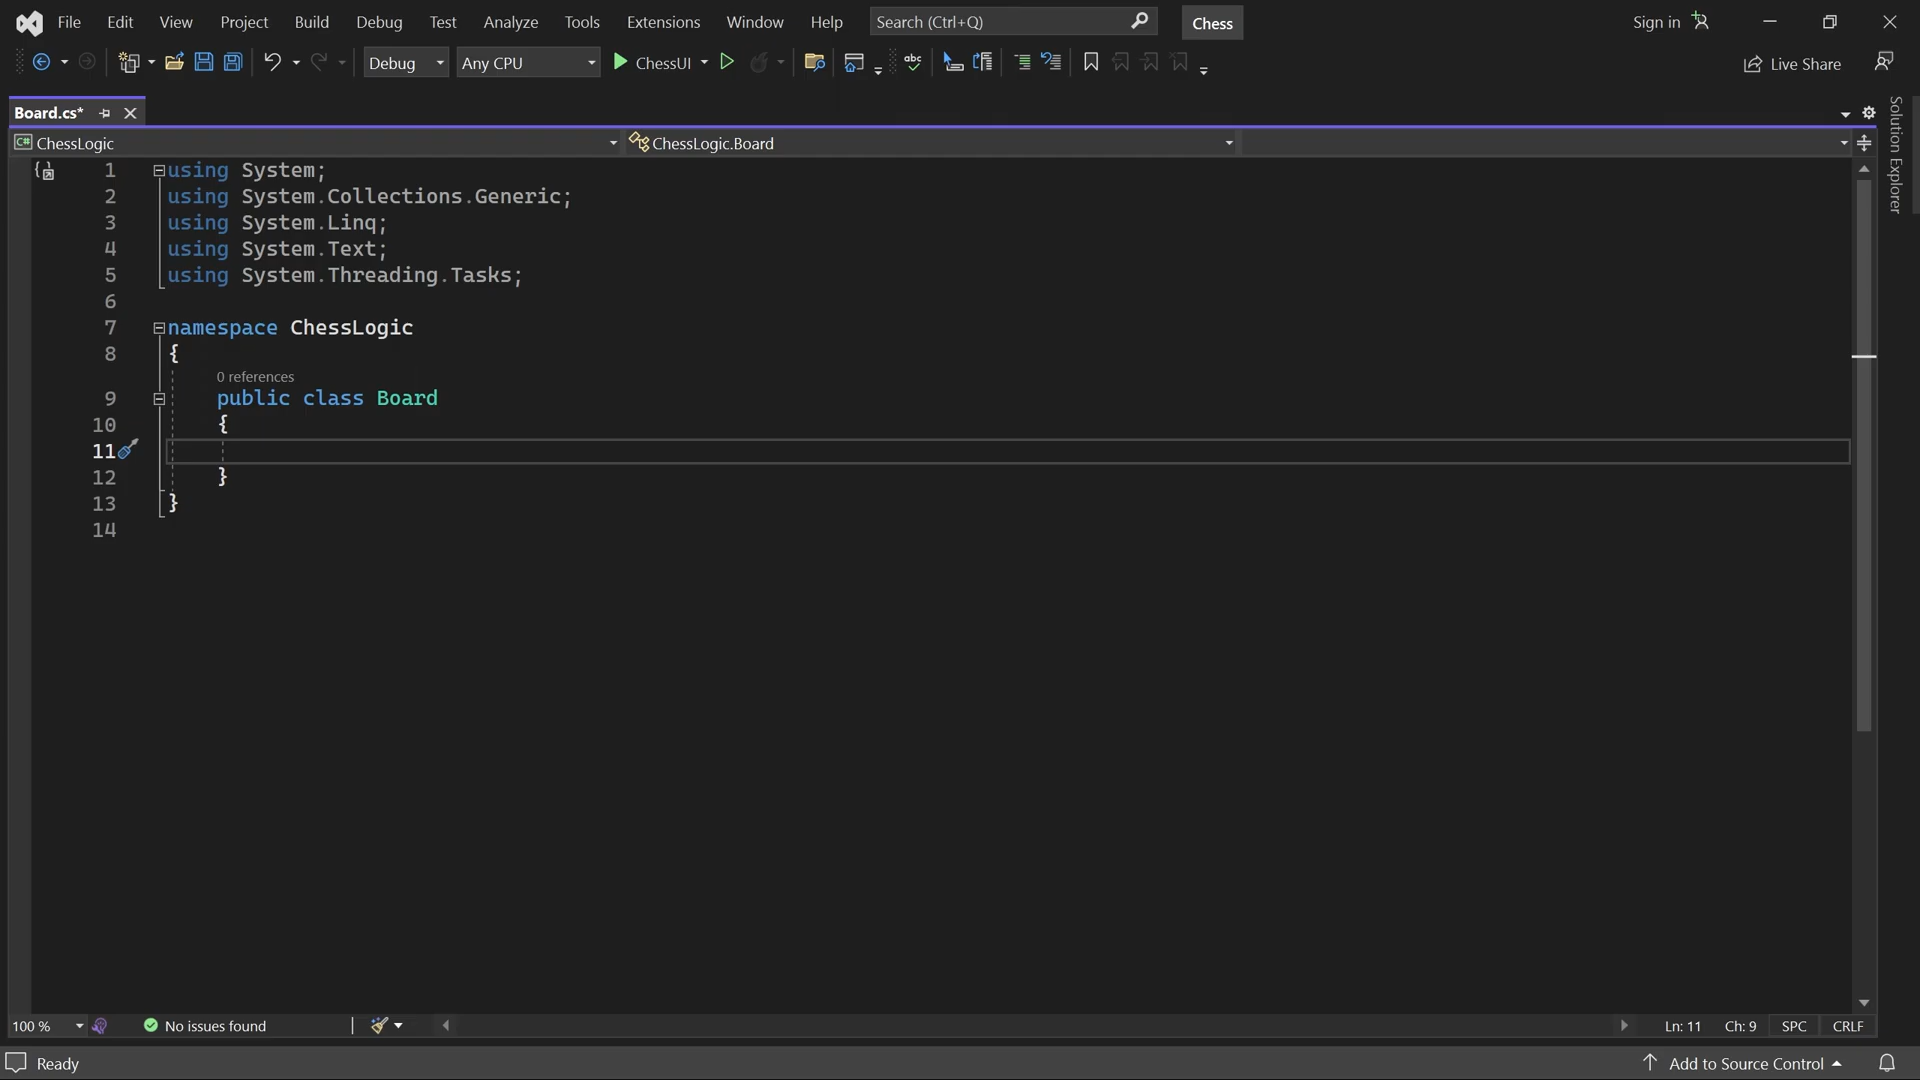 File Edit View Project Build Debug Test Analyze Tools Extensions Window Help Search (Ctrl+Q) Chess Sign in
Debug Any CPU ChessUI abc Live Share
Board.cs*
Solution Explorer
C# ChessLogic ChessLogic.Board
1 using System;
2 using System.Collections.Generic;
3 using System.Linq;
4 using System.Text;
5 using System.Threading.Tasks;
6
7 namespace ChessLogic
8 {
0 references
9 public class Board
10 {
11
12 }
13 }
14
100 % No issues found Ln: 11 Ch: 9 SPC CRLF
Ready Add to Source Control